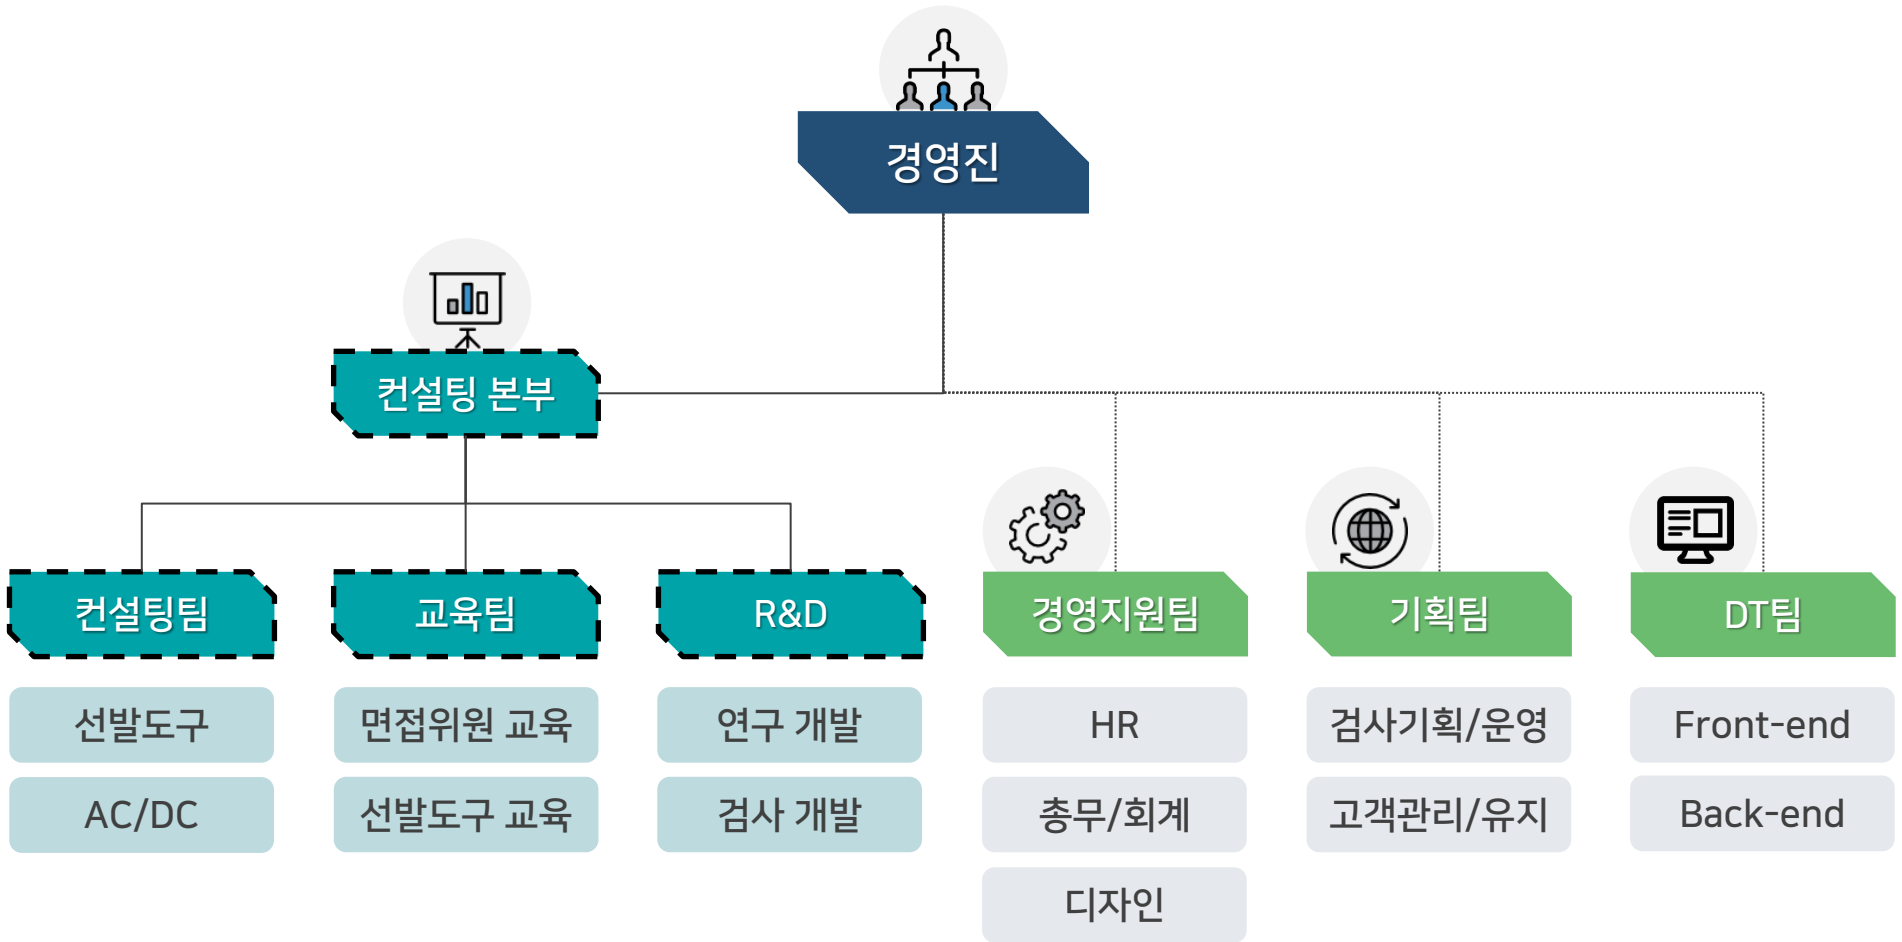 경영진
컨설팅 본부
컨설팅팀
교육팀
R&D
경영지원팀
기획팀
DT팀
선발도구
면접위원 교육
연구 개발
HR
검사기획/운영
Front-end
AC/DC
선발도구 교육
검사 개발
총무/회계
고객관리/유지
Back-end
디자인